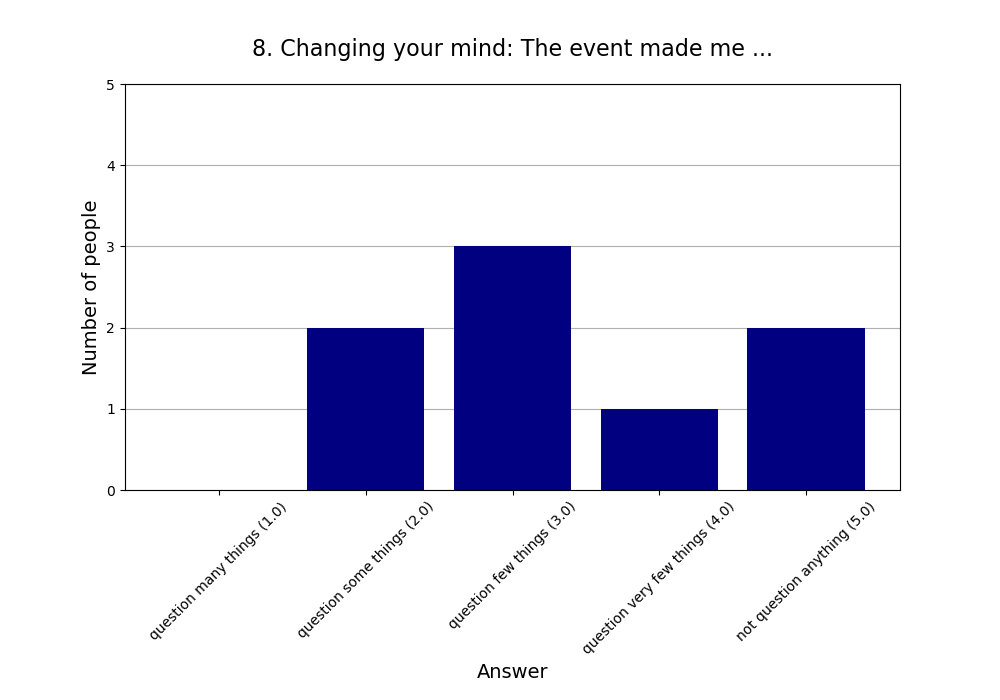 8. Changing your mind: The event made me ...
5
4
3
2
1
0
Number of people
question many things (1.0)
question some things (2.0)
question few things (3.0)
question very few things (4.0)
not question anything (5.0)
Answer